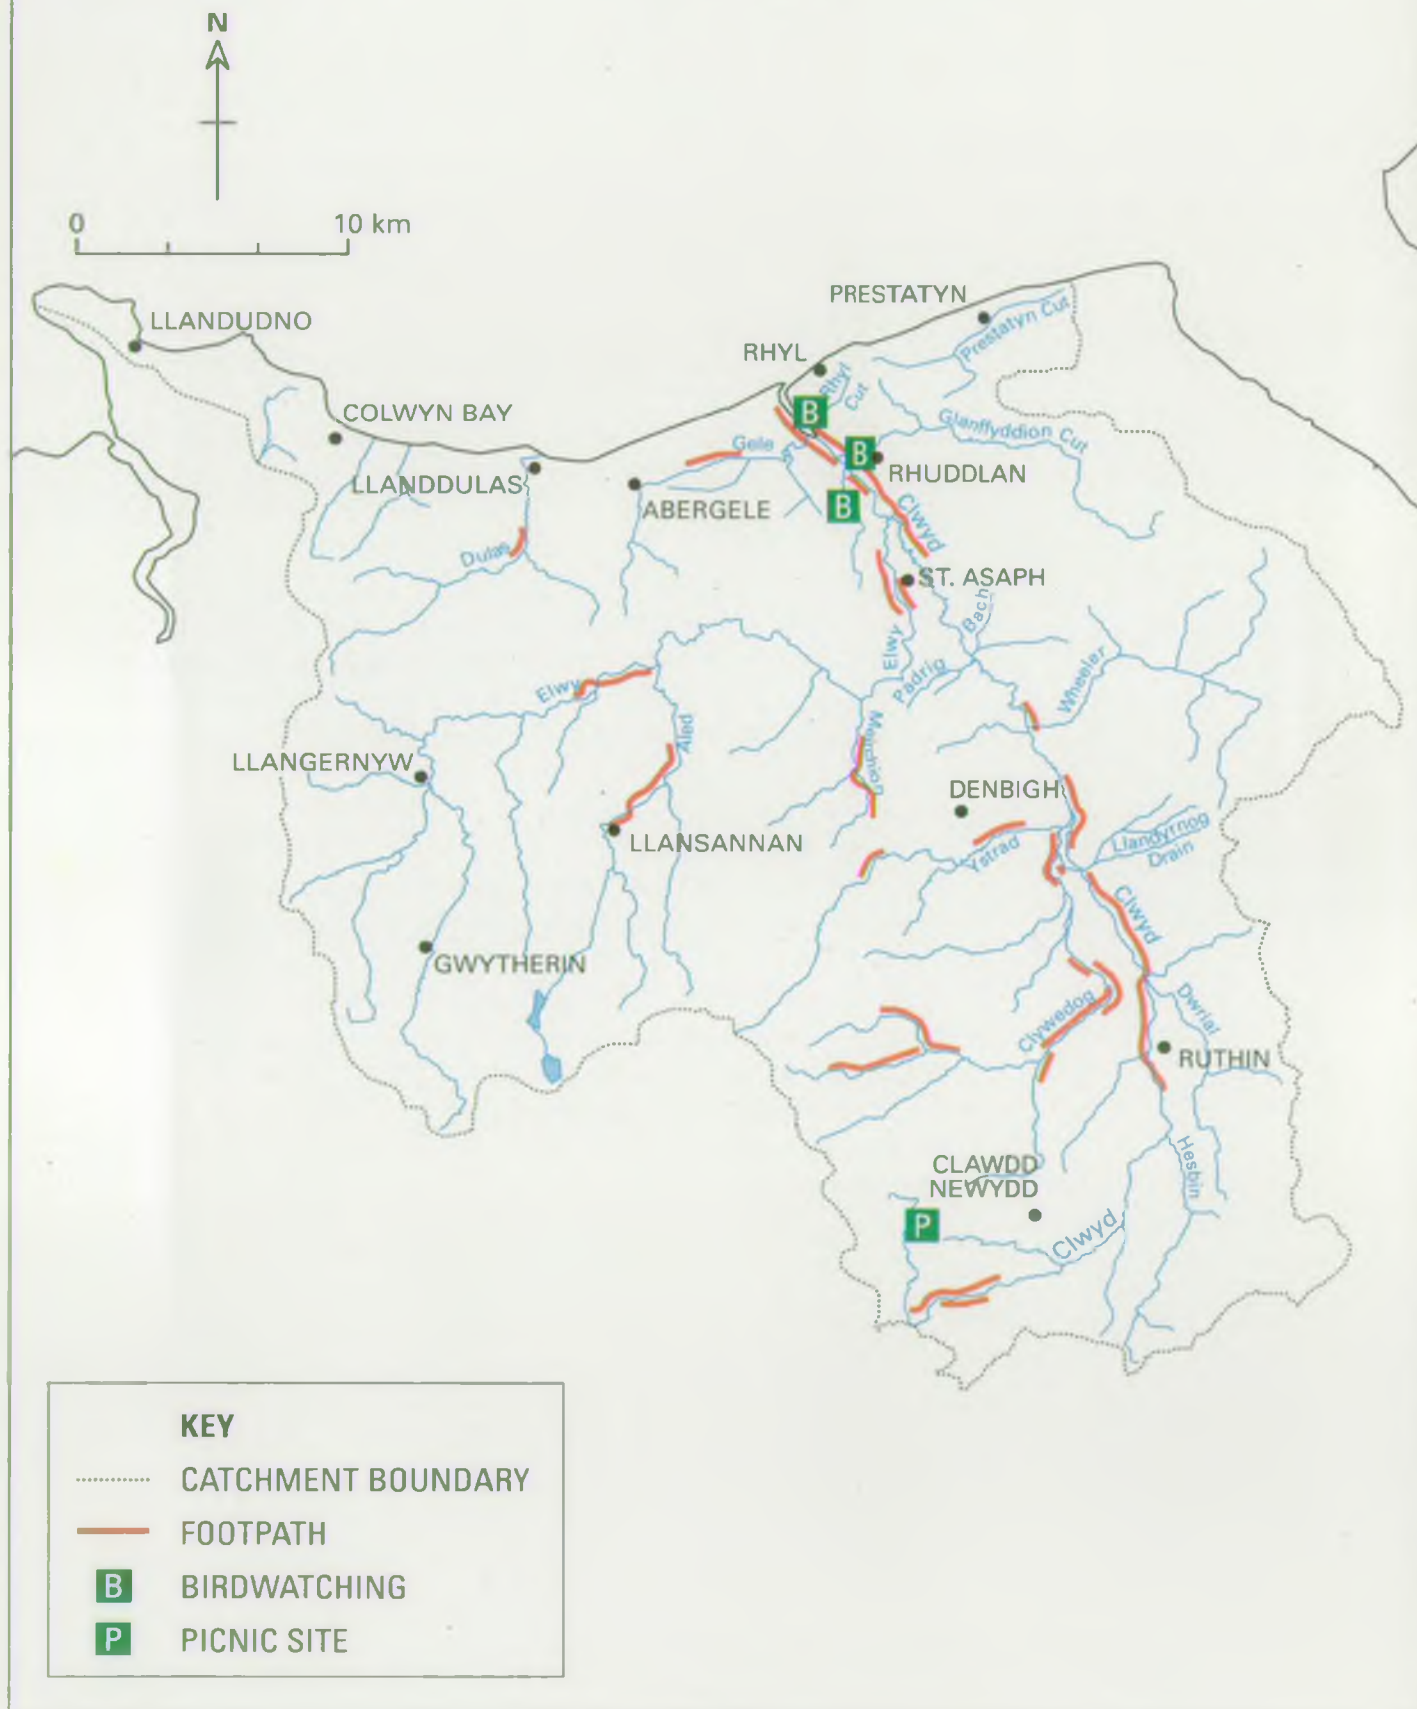 N
0 10 km
PRESTATYN
LLANDUDNO
Prestatyn Cut
RHYL
Rhyl
Cut
COLWYN BAY
Glanffyddion Cut
Gele
RHUDDLAN
B
B
B
LLANDDULAS
ABERGELE
Clwyd
Dulas
ST. ASAPH
Bach
Elwy
Padrig
Wheeler
Elwy
Aled
Meirchion
LLANGERNYW
DENBIGH
Llandyrnog
Drain
LLANSANNAN
Ystrad
Clwyd
GWYTHERIN
Dwrial
Clywedog
RUTHIN
Hesbin
CLAWDD
NEWYDD
P
Clwyd
KEY
CATCHMENT BOUNDARY
FOOTPATH
B BIRDWATCHING
P PICNIC SITE